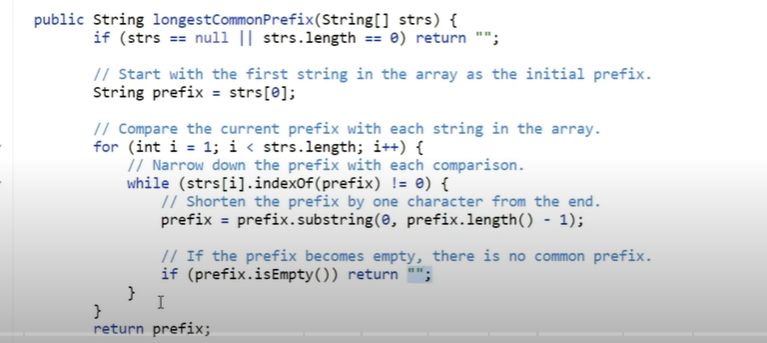 public String longestCommonPrefix(String[] strs) {
if (strs == null || strs.length == 0) return "";
// Start with the first string in the array as the initial prefix.
String prefix = strs[0];
// Compare the current prefix with each string in the array.
for (int i = 1; i < strs.length; i++) {
// Narrow down the prefix with each comparison.
while (strs[i].indexOf(prefix) != 0) {
// Shorten the prefix by one character from the end.
prefix = prefix.substring(0, prefix.length() - 1);
// If the prefix becomes empty, there is no common prefix.
if (prefix.isEmpty()) return "";
}
}
return prefix;